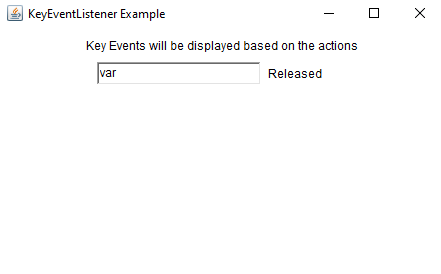 KeyEventListener Example
Key Events will be displayed based on the actions
var Released